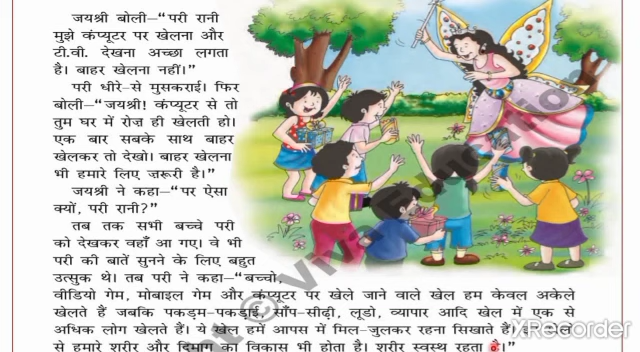 जयश्री बोली—“परी रानी
मुझे कंप्यूटर पर खेलना और
टी.वी. देखना अच्छा लगता
है। बाहर खेलना नहीं।”
परी धीरे–से मुसकराई। फिर
बोली—“जयश्री! कंप्यूटर से तो
तुम घर में रोज़ ही खेलती हो।
एक बार सबके साथ बाहर
खेलकर तो देखो। बाहर खेलना
भी हमारे लिए ज़रूरी है।”
जयश्री ने कहा—“पर ऐसा
क्यों, परी रानी?”
तब तक सभी बच्चे परी
को देखकर वहाँ आ गए। वे भी
परी की बातें सुनने के लिए बहुत
उत्सुक थे। तब परी ने कहा—“बच्चो,
वीडियो गेम, मोबाइल गेम और कंप्यूटर पर खेले जाने वाले खेल हम केवल अकेले
खेलते हैं जबकि पकड़म–पकड़ाई, साँप–सीढ़ी, लूडो, व्यापार आदि खेल में एक से
अधिक लोग खेलते हैं। ये खेल हमें आपस में मिल–जुलकर रहना सिखाते हैं।
से हमारे शरीर और दिमाग का विकास भी होता है। शरीर स्वस्थ रहता है।”
XRecorder